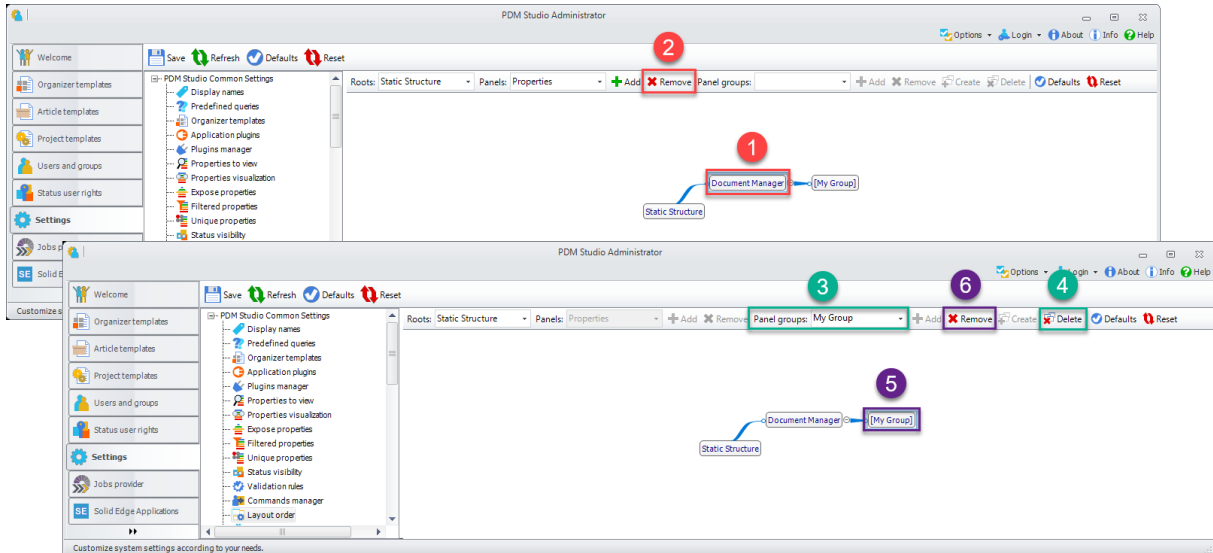 PDM Studio Administrator
Options Login About Info Help
Welcome
Save Refresh Defaults Reset
2
Organizer templates
Article templates
Project templates
Users and groups
Status user rights
Settings
Jobs p
SE Solid E
Customize s
PDM Studio Common Settings
Display names
Predefined queries
Organizer templates
Application plugins
Plugins manager
Properties to view
Properties visualization
Expose properties
Filtered properties
Unique properties
Status visibility
Roots: Static Structure Panels: Properties Add Remove Panel groups: Add Remove Create Delete Defaults Reset
1
Document Manager [My Group]
Static Structure
PDM Studio Administrator
Options Login About Info Help
Welcome
Save Refresh Defaults Reset
3 6 4
Organizer templates
Article templates
Project templates
Users and groups
Status user rights
Settings
Jobs provider
SE Solid Edge Applications
PDM Studio Common Settings
Display names
Predefined queries
Organizer templates
Application plugins
Plugins manager
Properties to view
Properties visualization
Expose properties
Filtered properties
Unique properties
Status visibility
Validation rules
Commands manager
Layout order
Roots: Static Structure Panels: Properties Add Remove Panel groups: My Group Add Remove Create Delete Defaults Reset
5
Document Manager [My Group]
Static Structure
Customize system settings according to your needs.